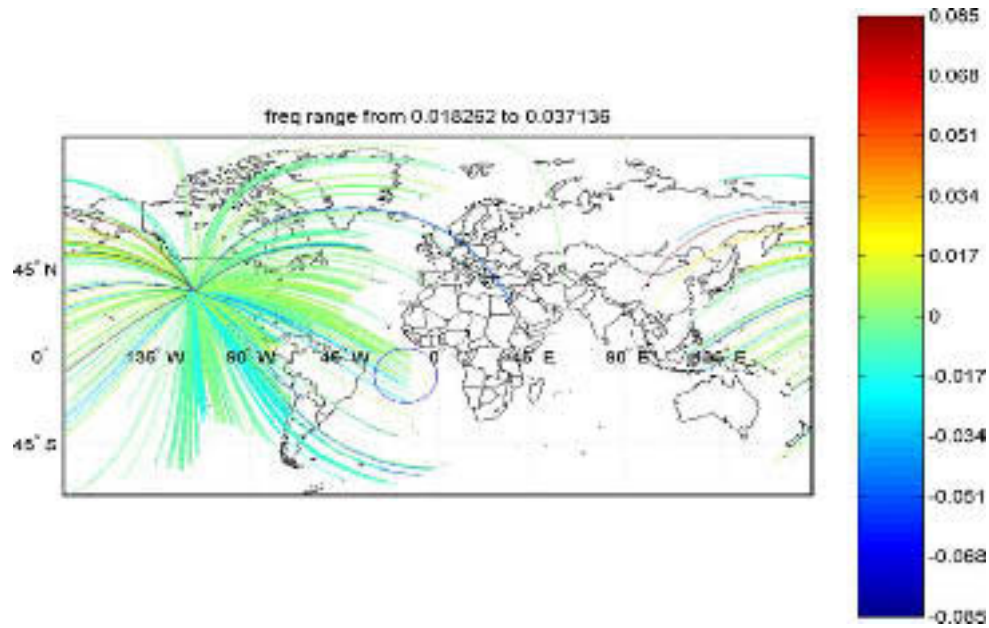 freq range from 0.018262 to 0.037136
45° N
0°
135° W
90° W
45° W
0°
45° E
90° E
135° E
45° S
0.085
0.068
0.051
0.034
0.017
0
-0.017
-0.034
-0.051
-0.068
-0.085